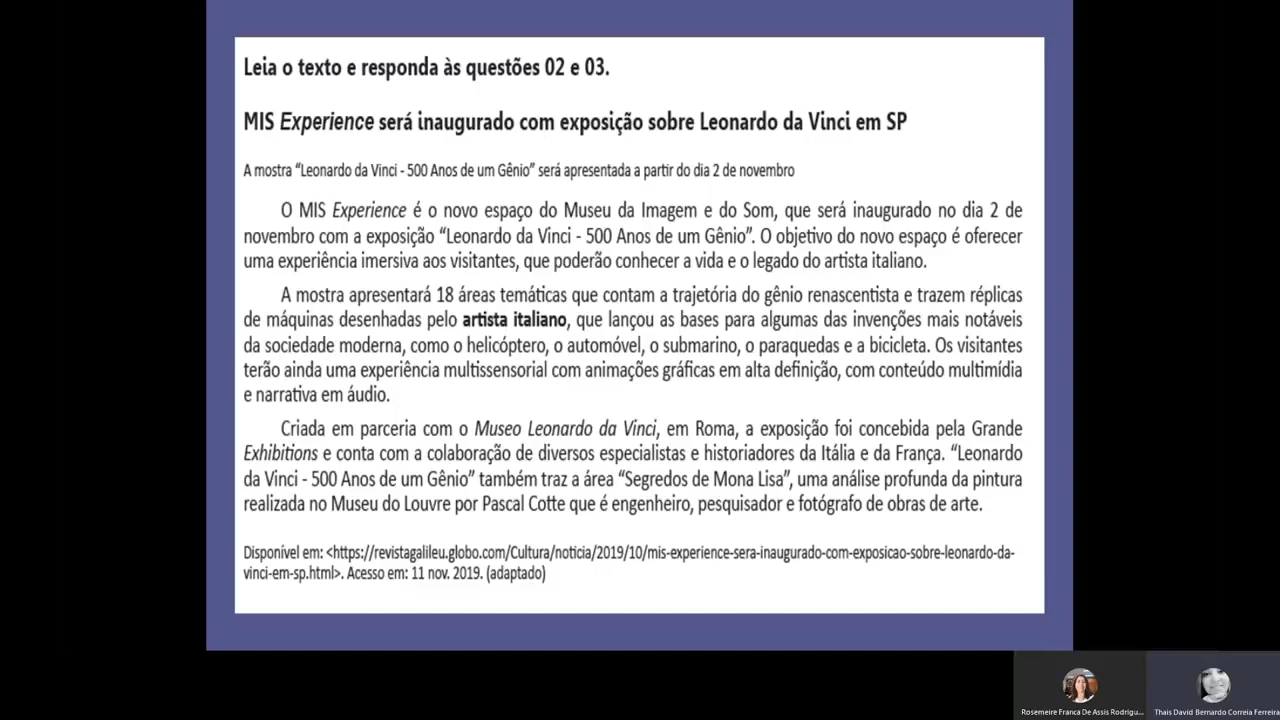 Leia o texto e responda às questões 02 e 03.
MIS Experience será inaugurado com exposição sobre Leonardo da Vinci em SP
A mostra “Leonardo da Vinci - 500 Anos de um Gênio” será apresentada a partir do dia 2 de novembro
O MIS Experience é o novo espaço do Museu da Imagem e do Som, que será inaugurado no dia 2 de
novembro com a exposição “Leonardo da Vinci - 500 Anos de um Gênio”. O objetivo do novo espaço é oferecer
uma experiência imersiva aos visitantes, que poderão conhecer a vida e o legado do artista italiano.
A mostra apresentará 18 áreas temáticas que contam a trajetória do gênio renascentista e trazem réplicas
de máquinas desenhadas pelo artista italiano, que lançou as bases para algumas das invenções mais notáveis
da sociedade moderna, como o helicóptero, o automóvel, o submarino, o paraquedas e a bicicleta. Os visitantes
terão ainda uma experiência multissensorial com animações gráficas em alta definição, com conteúdo multimídia
e narrativa em áudio.
Criada em parceria com o Museo Leonardo da Vinci, em Roma, a exposição foi concebida pela Grande
Exhibitions e conta com a colaboração de diversos especialistas e historiadores da Itália e da França. “Leonardo
da Vinci - 500 Anos de um Gênio” também traz a área “Segredos de Mona Lisa”, uma análise profunda da pintura
realizada no Museu do Louvre por Pascal Cotte que é engenheiro, pesquisador e fotógrafo de obras de arte.
Disponível em: <https://revistagalileu.globo.com/Cultura/noticia/2019/10/mis-experience-sera-inaugurado-com-exposicao-sobre-leonardo-da-
vinci-em-sp.html>. Acesso em: 11 nov. 2019. (adaptado)
Rosemeire Franca De Assis Rodrigu... Thais David Bernardo Correia Ferreira